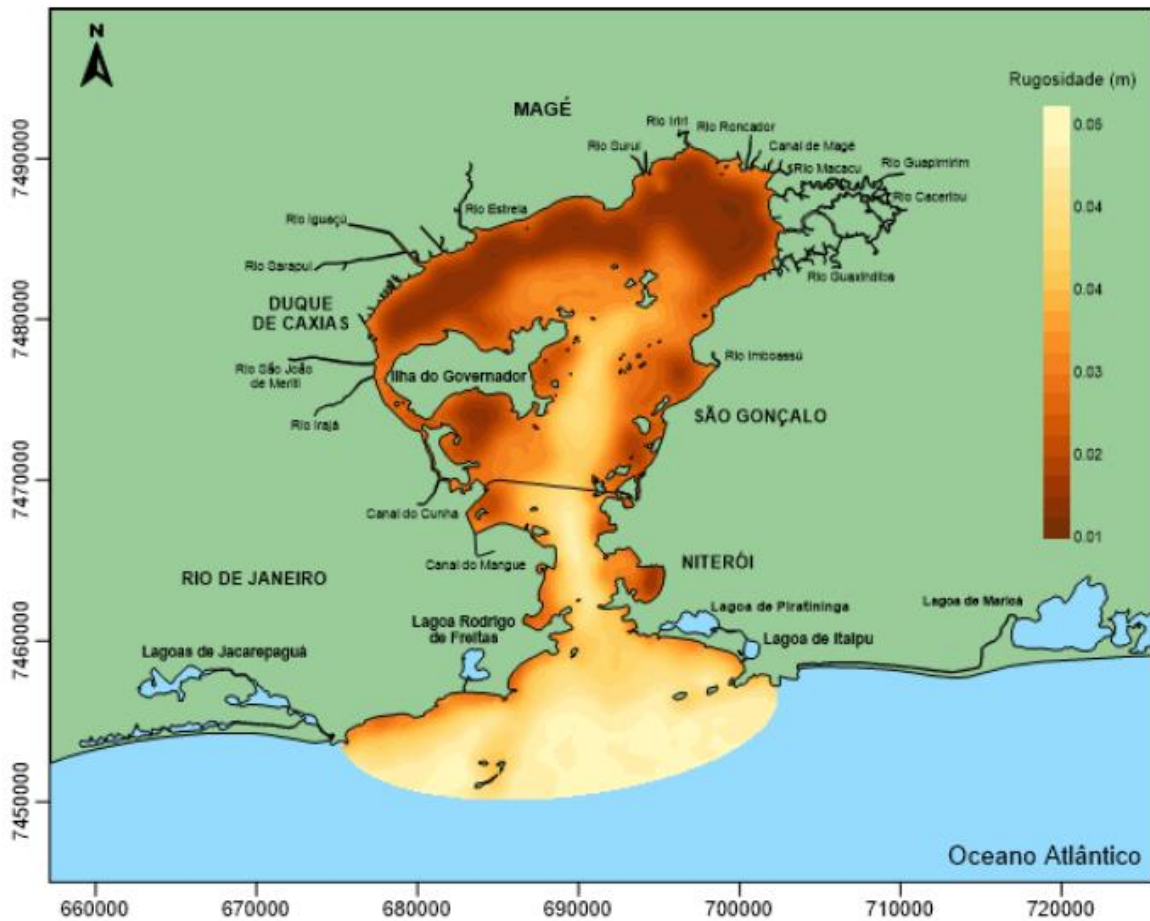 N
Rugosidade (m)
0.05
0.04
0.04
0.03
0.02
0.01
MAGÉ
Rio Iriri
Rio Roncador
Rio Suruí
Canal de Magé
Rio Macacu
Rio Guapimirim
Rio Caceribu
Rio Estrela
Rio Iguaçú
Rio Sarapuí
Rio Guaxindiba
DUQUE
DE CAXIAS
Rio São João
de Meriti
Ilha do Governador
Rio Imboassú
Rio Irajá
SÃO GONÇALO
Canal do Cunha
Canal do Mangue
NITERÓI
RIO DE JANEIRO
Lagoa Rodrigo
de Freitas
Lagoa de Piratininga
Lagoa de Maricá
Lagoa de Itaipu
Lagoas de Jacarepaguá
Oceano Atlântico
7490000
7480000
7470000
7460000
7450000
660000
670000
680000
690000
700000
710000
720000